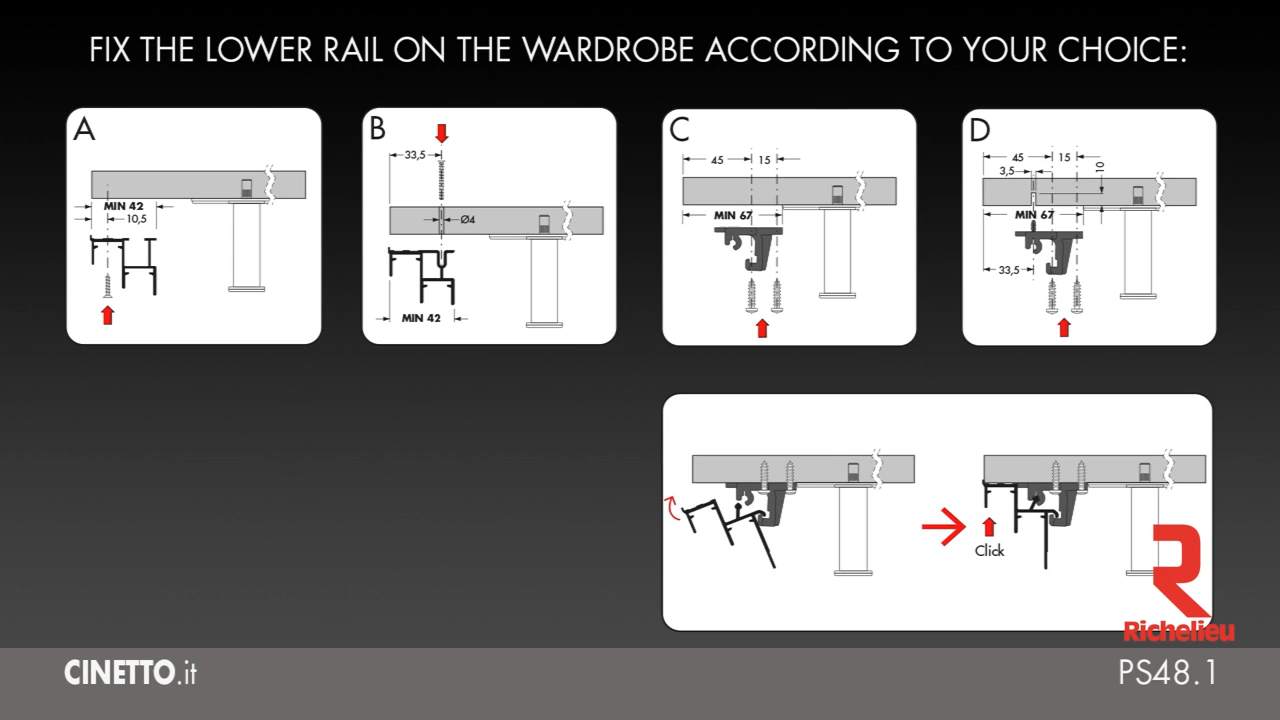 FIX THE LOWER RAIL ON THE WARDROBE ACCORDING TO YOUR CHOICE:
A
MIN 42
10,5
B
33,5
Ø4
MIN 42
C
45
15
MIN 67
D
45
15
3,5
10
MIN 67
33,5
Click
Richelieu
CINETTO.it
PS48.1